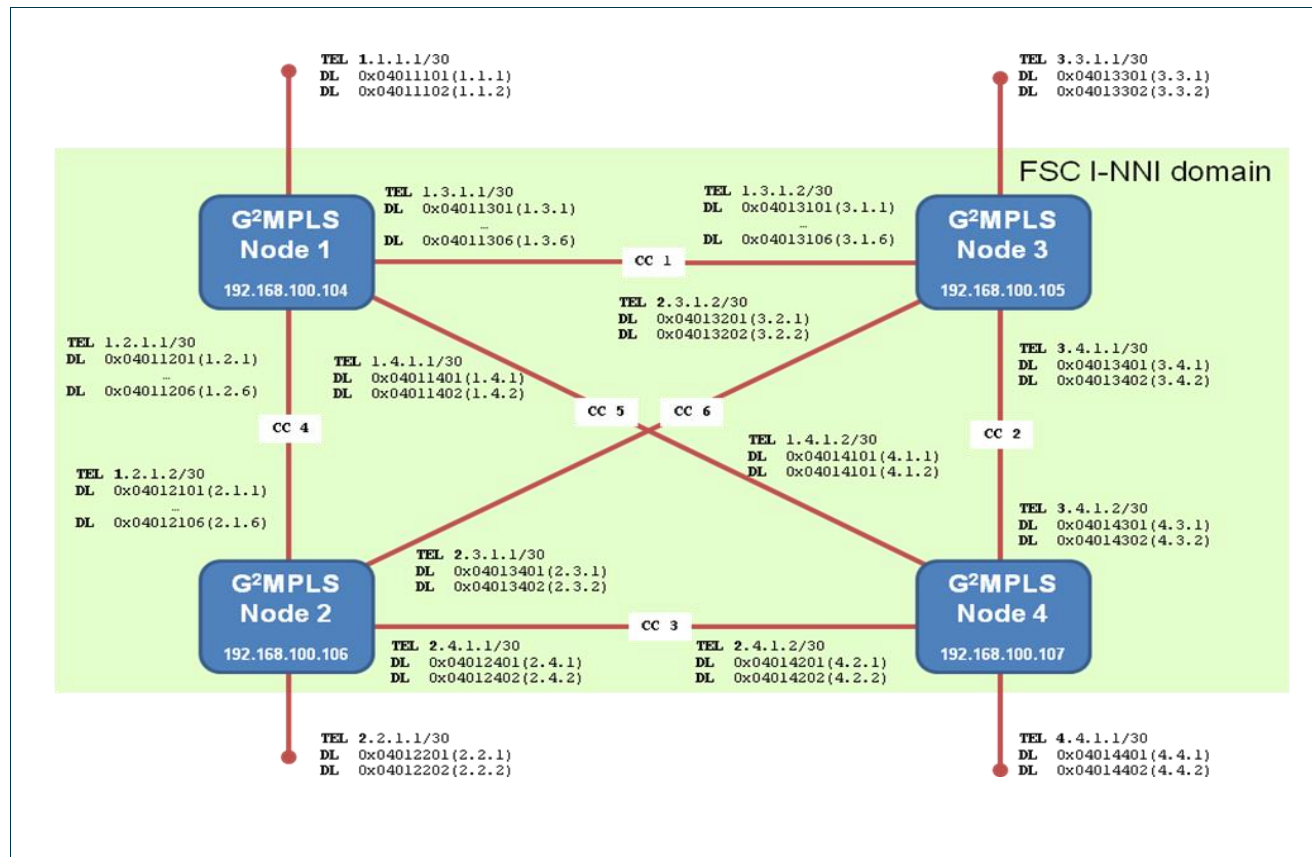 TEL 1.1.1.1/30
DL 0x04011101(1.1.1)
DL 0x04011102(1.1.2)
TEL 3.3.1.1/30
DL 0x04013301(3.3.1)
DL 0x04013302(3.3.2)
FSC I-NNI domain
G²MPLS
Node 1
192.168.100.104
TEL 1.3.1.1/30
DL 0x04011301(1.3.1)
…
DL 0x04011306(1.3.6)
CC 1
TEL 1.3.1.2/30
DL 0x04013101(3.1.1)
…
DL 0x04013106(3.1.6)
G²MPLS
Node 3
192.168.100.105
TEL 2.3.1.2/30
DL 0x04013201(3.2.1)
DL 0x04013202(3.2.2)
TEL 1.2.1.1/30
DL 0x04011201(1.2.1)
…
DL 0x04011206(1.2.6)
TEL 1.4.1.1/30
DL 0x04011401(1.4.1)
DL 0x04011402(1.4.2)
TEL 3.4.1.1/30
DL 0x04013401(3.4.1)
DL 0x04013402(3.4.2)
CC 4
CC 5
CC 6
CC 2
TEL 1.4.1.2/30
DL 0x04014101(4.1.1)
DL 0x04014101(4.1.2)
TEL 1.2.1.2/30
DL 0x04012101(2.1.1)
…
DL 0x04012106(2.1.6)
TEL 3.4.1.2/30
DL 0x04014301(4.3.1)
DL 0x04014302(4.3.2)
G²MPLS
Node 2
192.168.100.106
TEL 2.3.1.1/30
DL 0x04013401(2.3.1)
DL 0x04013402(2.3.2)
CC 3
TEL 2.4.1.1/30
DL 0x04012401(2.4.1)
DL 0x04012402(2.4.2)
TEL 2.4.1.2/30
DL 0x04014201(4.2.1)
DL 0x04014202(4.2.2)
G²MPLS
Node 4
192.168.100.107
TEL 2.2.1.1/30
DL 0x04012201(2.2.1)
DL 0x04012202(2.2.2)
TEL 4.4.1.1/30
DL 0x04014401(4.4.1)
DL 0x04014402(4.4.2)